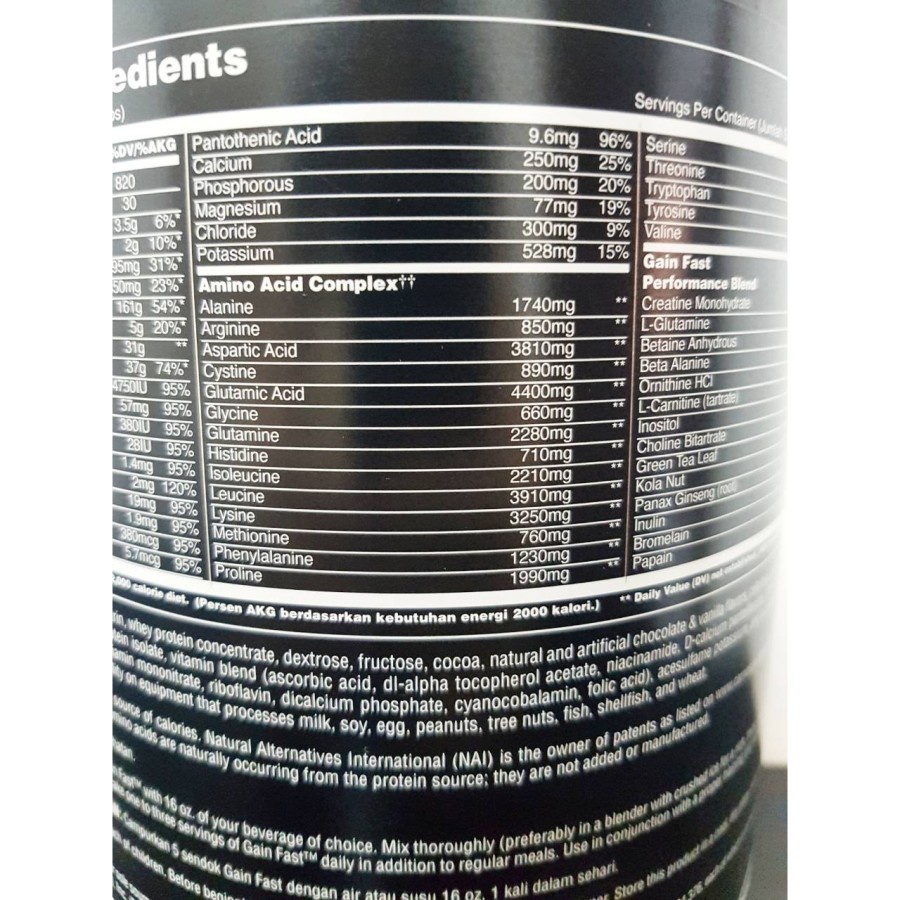 edients
Servings Per Container
%DV/%AKG
820
30
3.5g 6%*
2g 10%*
95mg 31%*
50mg 23%*
161g 54%*
5g 20%*
31g **
37g 74%*
4750IU 95%
57mg 95%
380IU 95%
28IU 95%
1.4mg 95%
2mg 120%
19mg 95%
1.9mg 95%
380mcg 95%
5.7mcg 95%
Pantothenic Acid 9.6mg 96%
Calcium 250mg 25%
Phosphorous 200mg 20%
Magnesium 77mg 19%
Chloride 300mg 9%
Potassium 528mg 15%
Amino Acid Complex††
Alanine 1740mg **
Arginine 850mg **
Aspartic Acid 3810mg **
Cystine 890mg **
Glutamic Acid 4400mg **
Glycine 660mg **
Glutamine 2280mg **
Histidine 710mg **
Isoleucine 2210mg **
Leucine 3910mg **
Lysine 3250mg **
Methionine 760mg **
Phenylalanine 1230mg **
Proline 1990mg **
Serine
Threonine
Tryptophan
Tyrosine
Valine
Gain Fast
Performance Blend
Creatine Monohydrate
L-Glutamine
Betaine Anhydrous
Beta Alanine
Ornithine HCl
L-Carnitine (tartrate)
Inositol
Choline Bitartrate
Green Tea Leaf
Kola Nut
Panax Ginseng (root)
Inulin
Bromelain
Papain
calorie diet. (Persen AKG berdasarkan kebutuhan energi 2000 kalori.) ** Daily Value (DV) not
whey protein concentrate, dextrose, fructose, cocoa, natural and artificial chocolate & vanilla
isolate, vitamin blend (ascorbic acid, dl-alpha tocopherol acetate, niacinamide, D-calcium
mononitrate, riboflavin, dicalcium phosphate, cyanocobalamin, folic acid), acesulfame
on equipment that processes milk, soy, egg, peanuts, tree nuts, fish, shellfish, and wheat.
source of calories. Natural Alternatives International (NAI) is the owner of patents as listed on
acids are naturally occurring from the protein source; they are not added or manufactured.
with 16 oz. of your beverage of choice. Mix thoroughly (preferably in a blender with crushed
one to three servings of Gain Fast™ daily in addition to regular meals. Use in conjunction with a
Campurkan 5 sendok Gain Fast dengan air atau susu 16 oz, 1 kali dalam sehari.
of children. Before Store this product